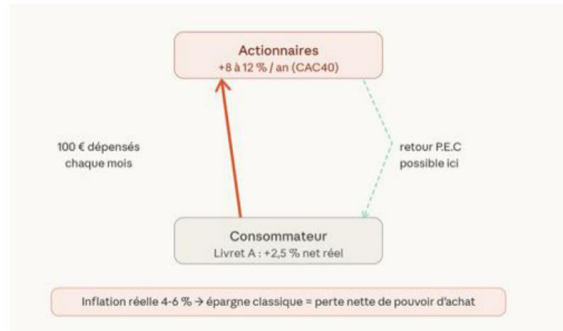 Actionnaires
+8 à 12 % / an (CAC40)
100 € dépensés
chaque mois
retour P.E.C
possible ici
Consommateur
Livret A : +2,5 % net réel
Inflation réelle 4-6 % → épargne classique = perte nette de pouvoir d'achat